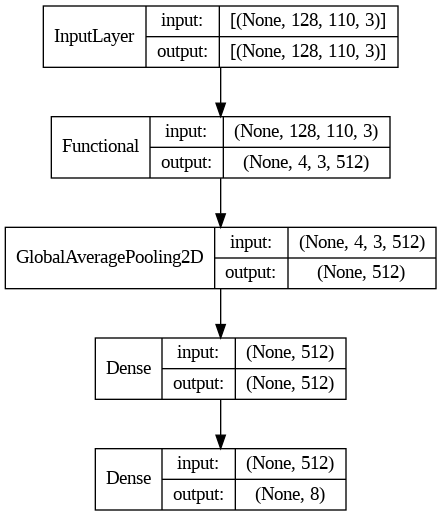 InputLayer
input: [(None, 128, 110, 3)]
output: [(None, 128, 110, 3)]
Functional
input: (None, 128, 110, 3)
output: (None, 4, 3, 512)
GlobalAveragePooling2D
input: (None, 4, 3, 512)
output: (None, 512)
Dense
input: (None, 512)
output: (None, 512)
Dense
input: (None, 512)
output: (None, 8)